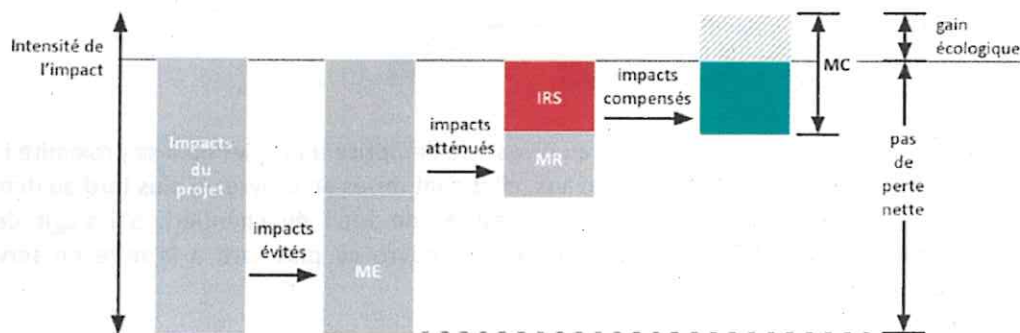 Intensité de
l'impact
Impacts
du
projet
impacts
évités
ME
impacts
atténués
IRS
MR
impacts
compensés
MC
gain
écologique
pas
de
perte
nette